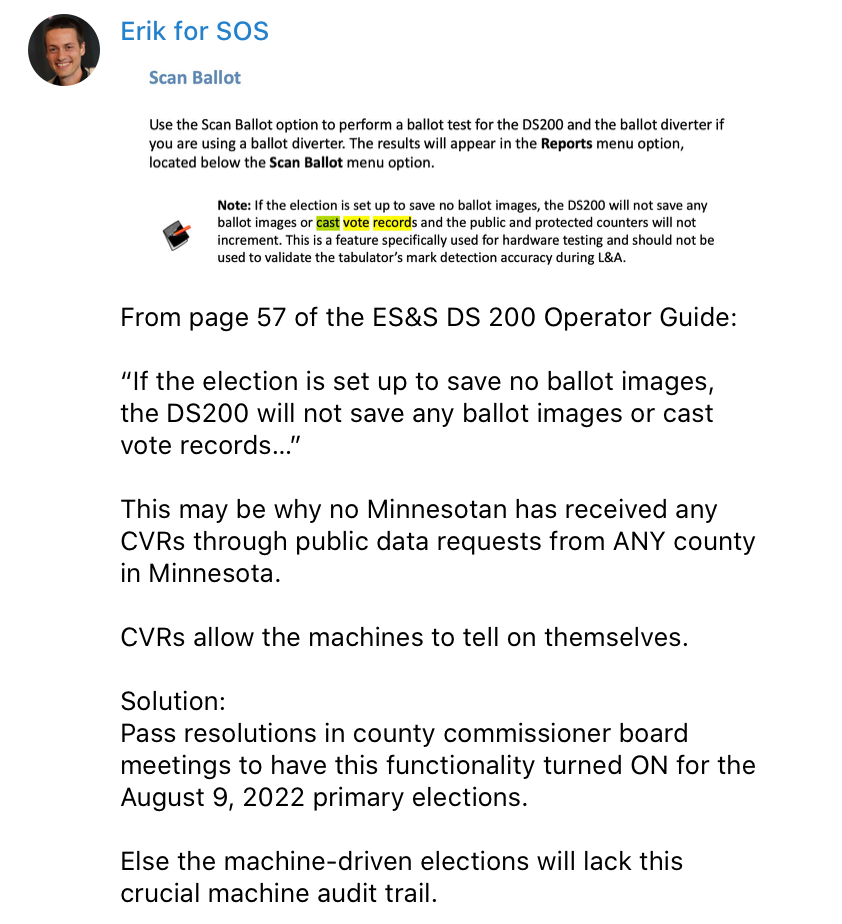 Erik for SOS
Scan Ballot
Use the Scan Ballot option to perform a ballot test for the DS200 and the ballot diverter if
you are using a ballot diverter. The results will appear in the Reports menu option,
located below the Scan Ballot menu option.
Note: If the election is set up to save no ballot images, the DS200 will not save any
ballot images or cast vote records and the public and protected counters will not
increment. This is a feature specifically used for hardware testing and should not be
used to validate the tabulator’s mark detection accuracy during L&A.
From page 57 of the ES&S DS 200 Operator Guide:
“If the election is set up to save no ballot images,
the DS200 will not save any ballot images or cast
vote records...”
This may be why no Minnesotan has received any
CVRs through public data requests from ANY county
in Minnesota.
CVRs allow the machines to tell on themselves.
Solution:
Pass resolutions in county commissioner board
meetings to have this functionality turned ON for the
August 9, 2022 primary elections.
Else the machine-driven elections will lack this
crucial machine audit trail.